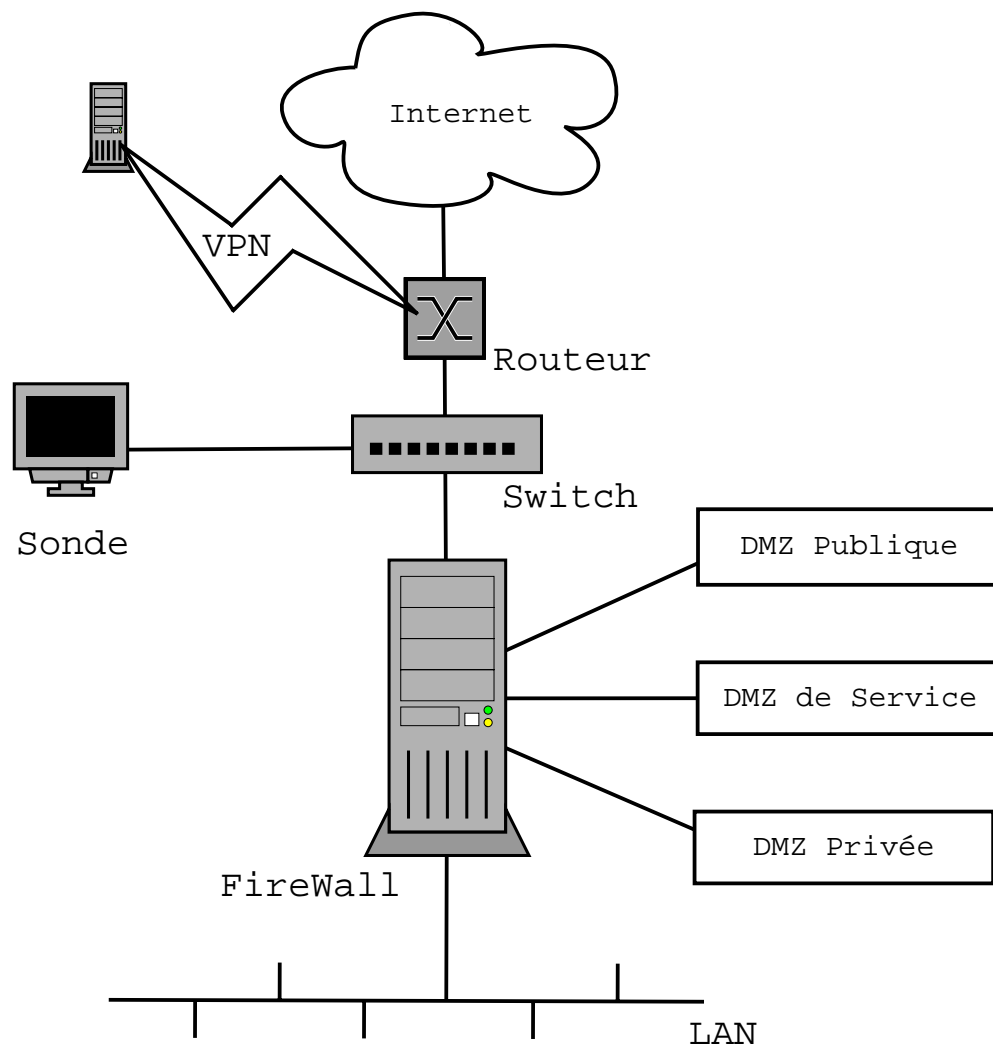 Internet
VPN
Routeur
Switch
Sonde
DMZ Publique
DMZ de Service
DMZ Privée
FireWall
LAN